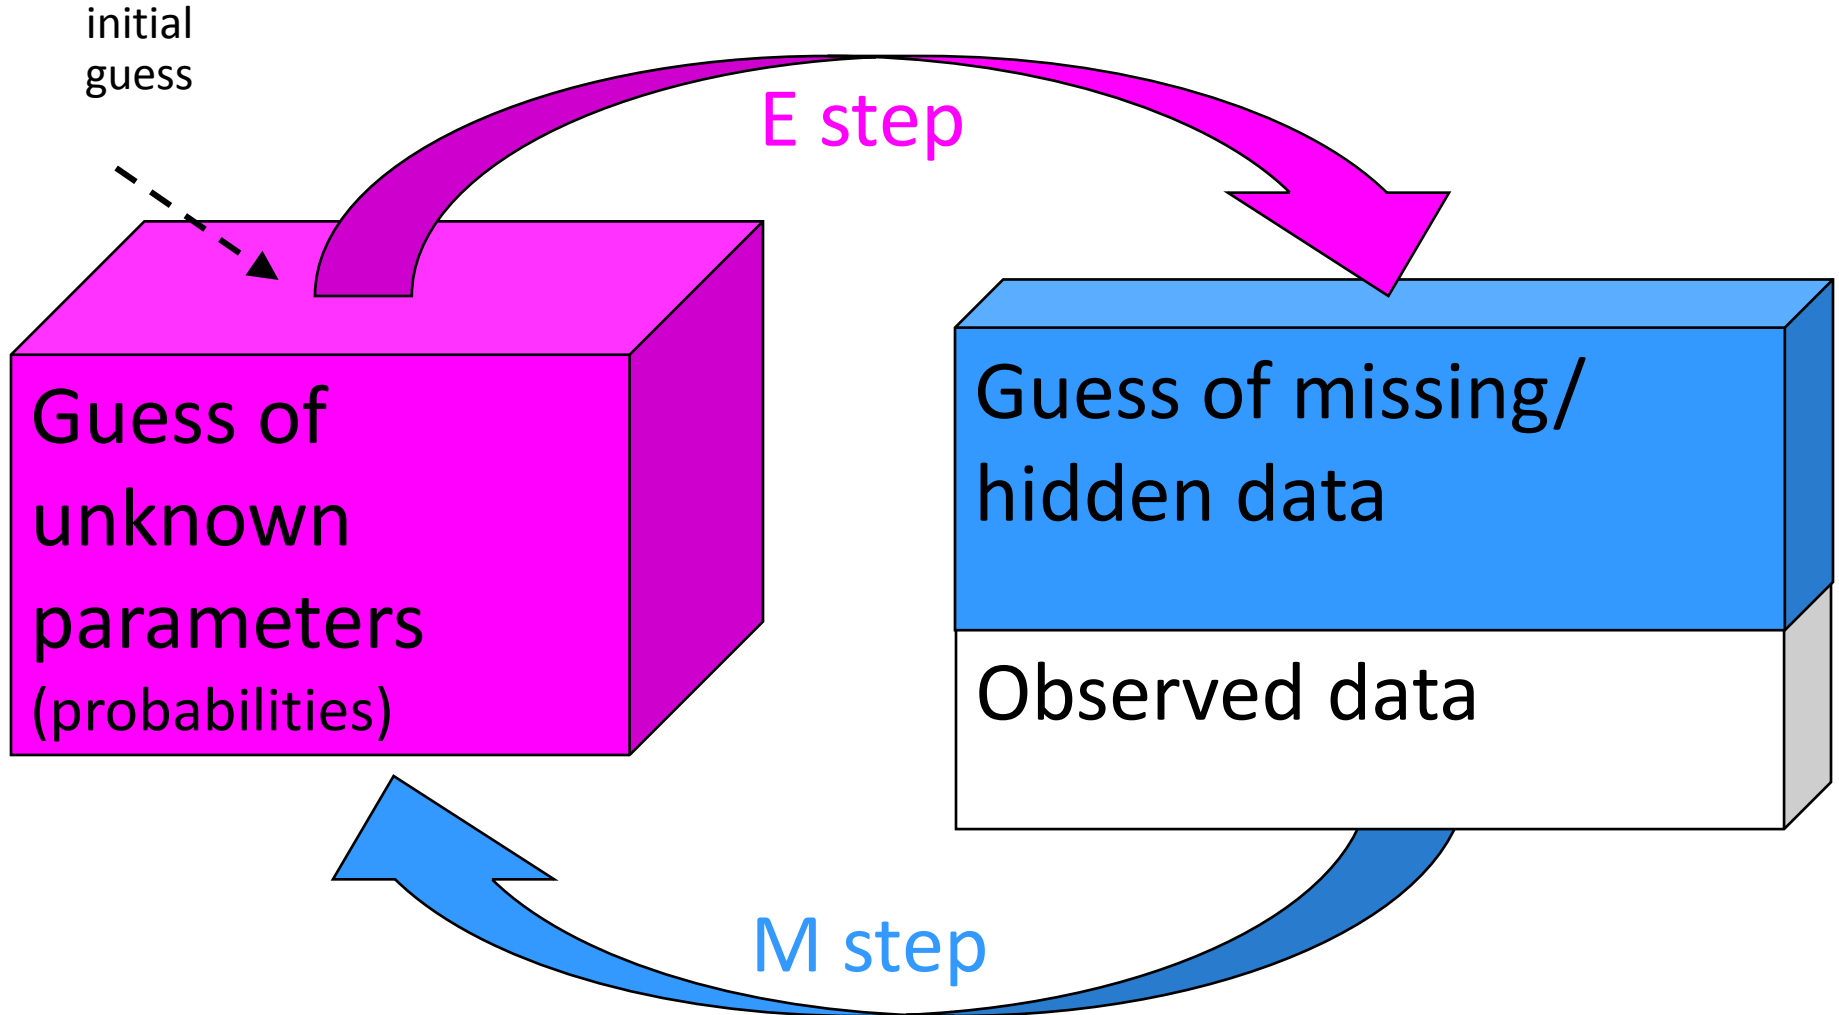 initial
guess
E step
Guess of
unknown
parameters
(probabilities)
Guess of missing/
hidden data
Observed data
M step